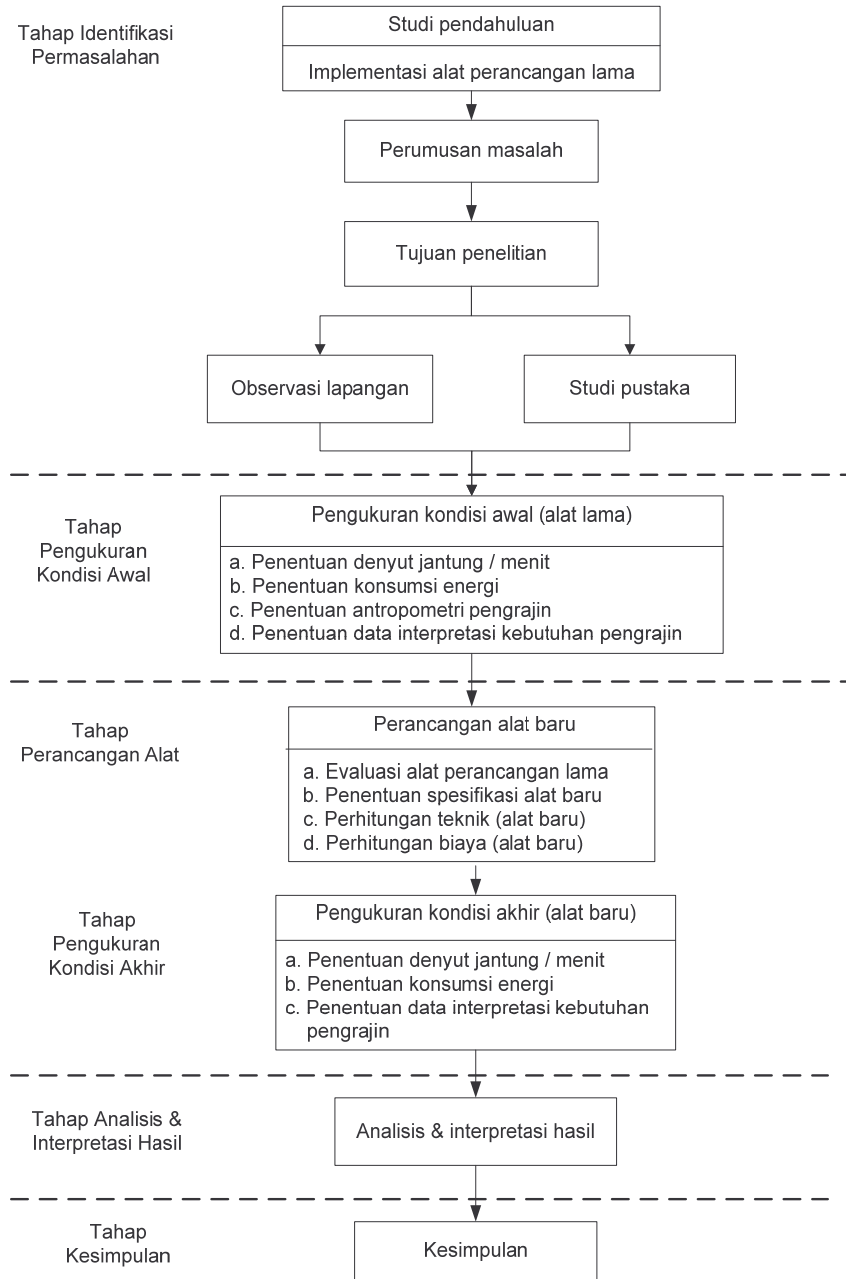 Tahap Identifikasi
Permasalahan
Studi pendahuluan
Implementasi alat perancangan lama
Perumusan masalah
Tujuan penelitian
Observasi lapangan
Studi pustaka
Tahap
Pengukuran
Kondisi Awal
Pengukuran kondisi awal (alat lama)
a. Penentuan denyut jantung / menit
b. Penentuan konsumsi energi
c. Penentuan antropometri pengrajin
d. Penentuan data interpretasi kebutuhan pengrajin
Tahap
Perancangan Alat
Perancangan alat baru
a. Evaluasi alat perancangan lama
b. Penentuan spesifikasi alat baru
c. Perhitungan teknik (alat baru)
d. Perhitungan biaya (alat baru)
Tahap
Pengukuran
Kondisi Akhir
Pengukuran kondisi akhir (alat baru)
a. Penentuan denyut jantung / menit
b. Penentuan konsumsi energi
c. Penentuan data interpretasi kebutuhan
pengrajin
Tahap Analisis &
Interpretasi Hasil
Analisis & interpretasi hasil
Tahap
Kesimpulan
Kesimpulan